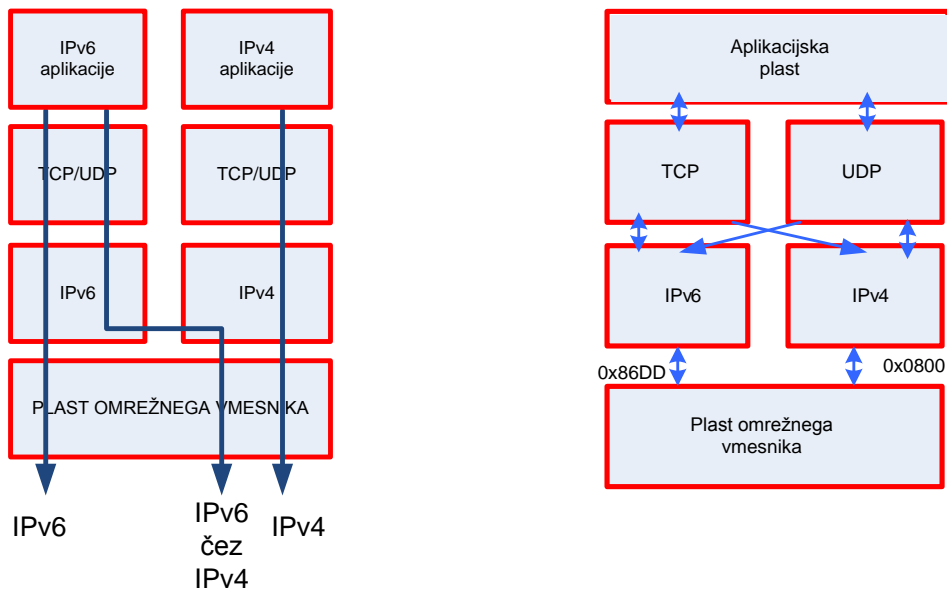 IPv6
aplikacije
IPv4
aplikacije
TCP/UDP
TCP/UDP
IPv6
IPv4
PLAST OMREŽNEGA VMESNIKA
IPv6
IPv6
čez
IPv4
IPv4
Aplikacijska
plast
TCP
UDP
IPv6
IPv4
0x86DD
0x0800
Plast omrežnega
vmesnika